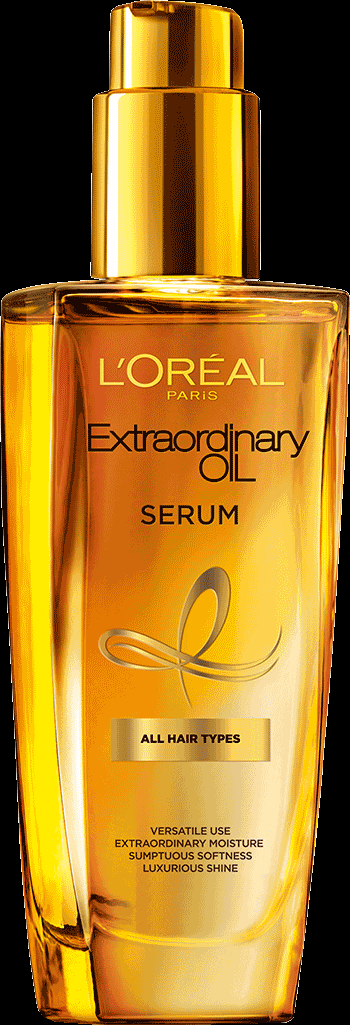 L'ORÉAL
PARIS
Extraordinary
OIL
SERUM
ALL HAIR TYPES
VERSATILE USE
EXTRAORDINARY MOISTURE
SUMPTUOUS SOFTNESS
LUXURIOUS SHINE